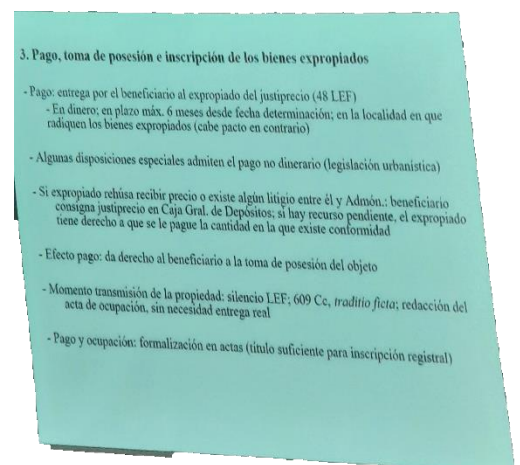 3. Pago, toma de posesión e inscripción de los bienes expropiados
- Pago: entrega por el beneficiario al expropiado del justiprecio (48 LEF)
- En dinero; en plazo máx. 6 meses desde fecha determinación; en la localidad en que
radiquen los bienes expropiados (cabe pacto en contrario)
- Algunas disposiciones especiales admiten el pago no dinerario (legislación urbanística)
- Si expropiado rehúsa recibir precio o existe algún litigio entre él y Admón.: beneficiario
consigna justiprecio en Caja Gral. de Depósitos; si hay recurso pendiente, el expropiado
tiene derecho a que se le pague la cantidad en la que existe conformidad
- Efecto pago: da derecho al beneficiario a la toma de posesión del objeto
- Momento transmisión de la propiedad: silencio LEF; 609 Cc, traditio ficta; redacción del
acta de ocupación, sin necesidad entrega real
- Pago y ocupación: formalización en actas (título suficiente para inscripción registral)